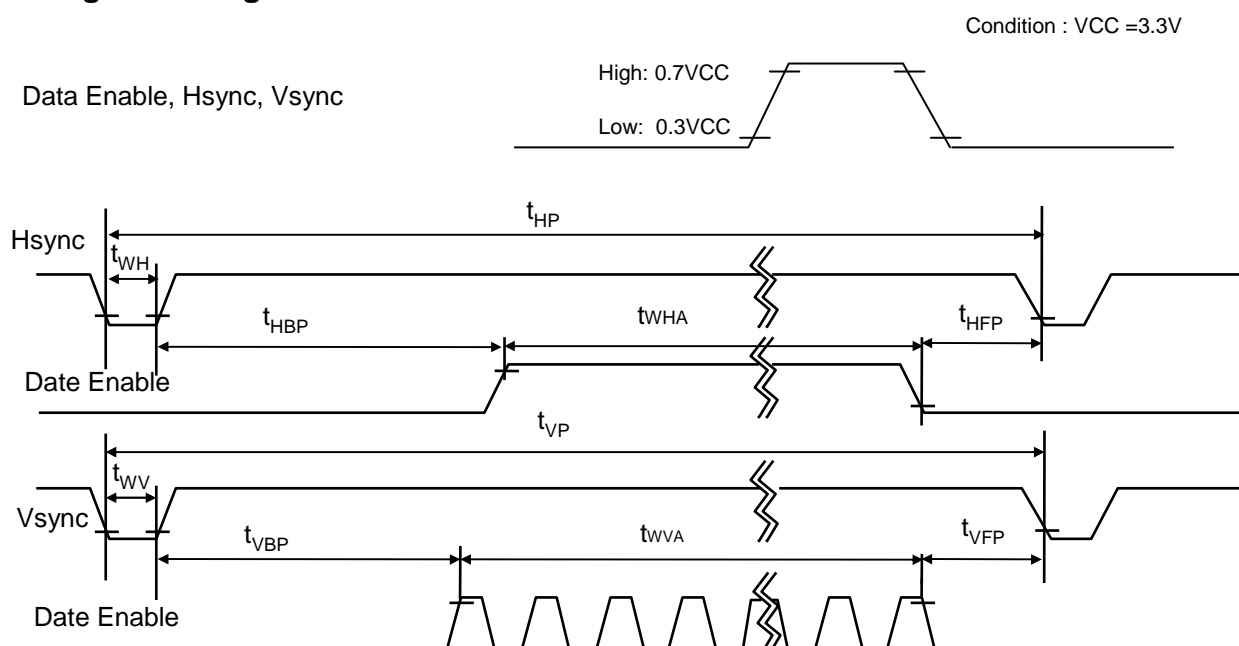 Condition : VCC =3.3V
High: 0.7VCC
Data Enable, Hsync, Vsync
Low: 0.3VCC
tHP
Hsync
tWH
tHBP
tWHA
tHFP
Date Enable
tVP
tWV
Vsync
tVBP
tWVA
tVFP
Date Enable